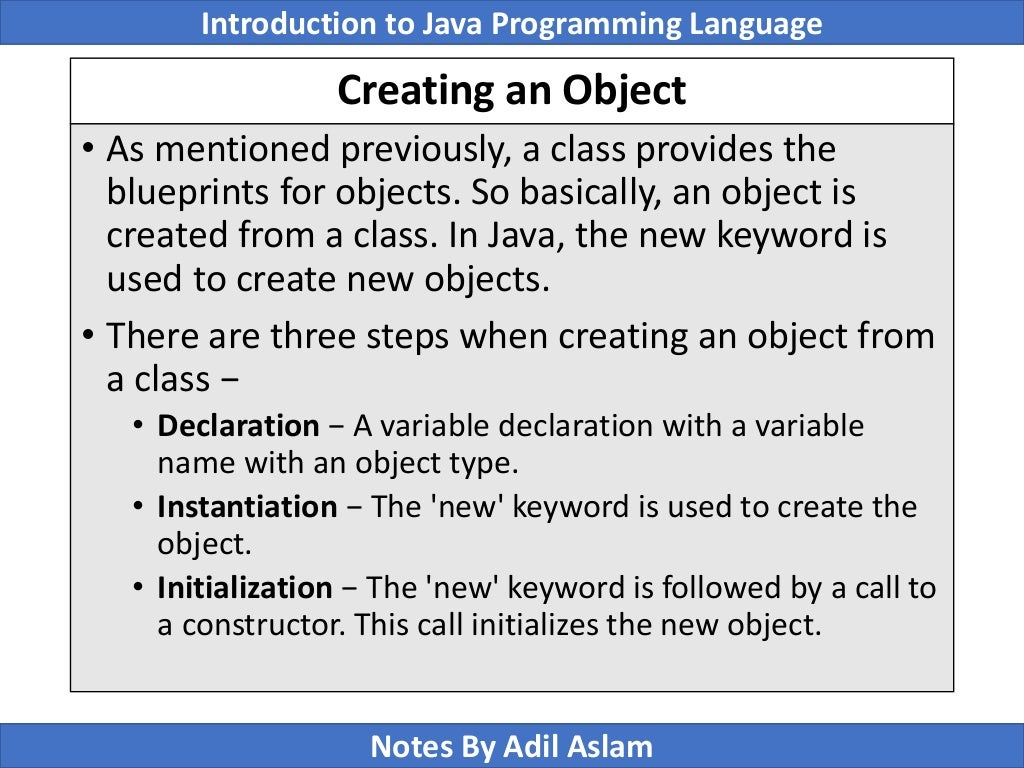 Introduction to Java Programming Language
Creating an Object
• As mentioned previously, a class provides the
blueprints for objects. So basically, an object is
created from a class. In Java, the new keyword is
used to create new objects.
• There are three steps when creating an object from
a class −
• Declaration − A variable declaration with a variable
name with an object type.
• Instantiation − The 'new' keyword is used to create the
object.
• Initialization − The 'new' keyword is followed by a call to
a constructor. This call initializes the new object.
Notes By Adil Aslam